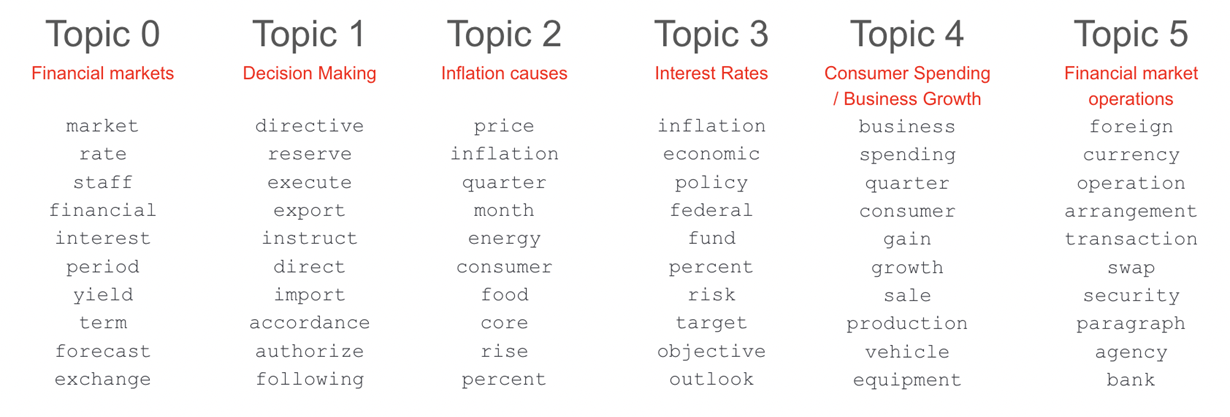 Topic 0 Topic 1 Topic 2 Topic 3 Topic 4 Topic 5
Financial markets Decision Making Inflation causes Interest Rates Consumer Spending Financial market
/ Business Growth operations
market directive price inflation business foreign
rate reserve inflation economic spending currency
staff execute quarter policy quarter operation
financial export month federal consumer arrangement
interest instruct energy fund gain transaction
period direct consumer percent growth swap
yield import food risk sale security
term accordance core target production paragraph
forecast authorize rise objective vehicle agency
exchange following percent outlook equipment bank